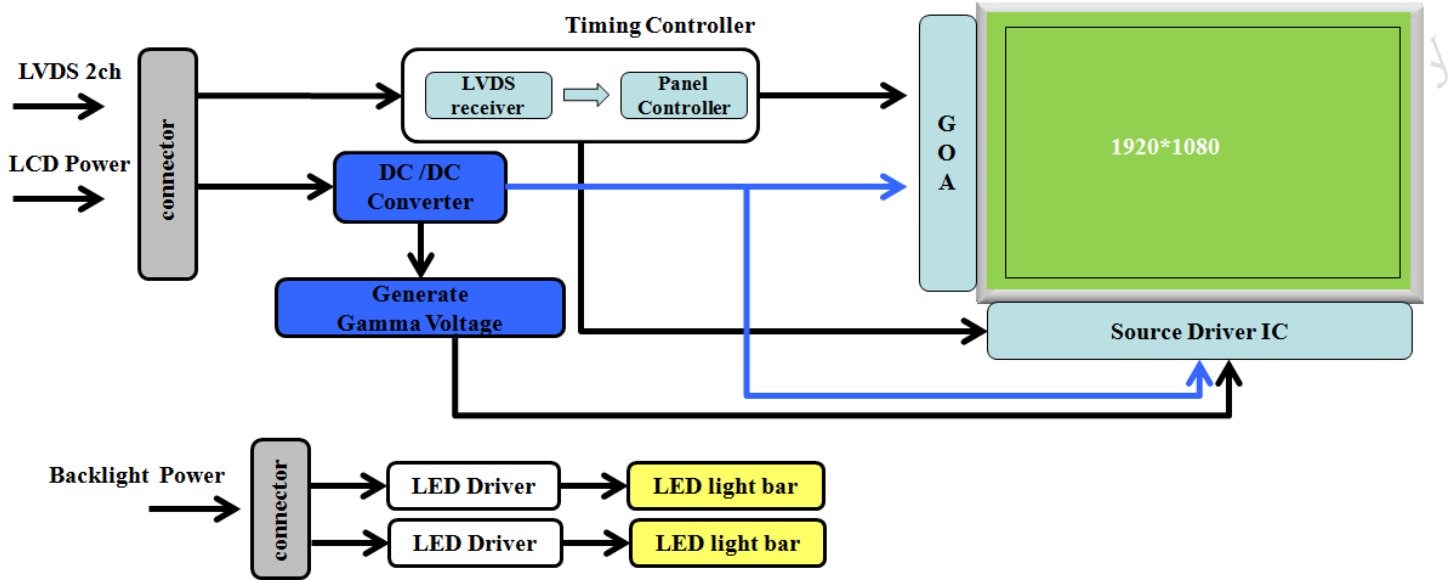 Timing Controller
LVDS 2ch
LCD Power
connector
LVDS
receiver
Panel
Controller
DC /DC
Converter
Generate
Gamma Voltage
G
O
A
1920*1080
Source Driver IC
Backlight Power
connector
LED Driver
LED light bar
LED Driver
LED light bar